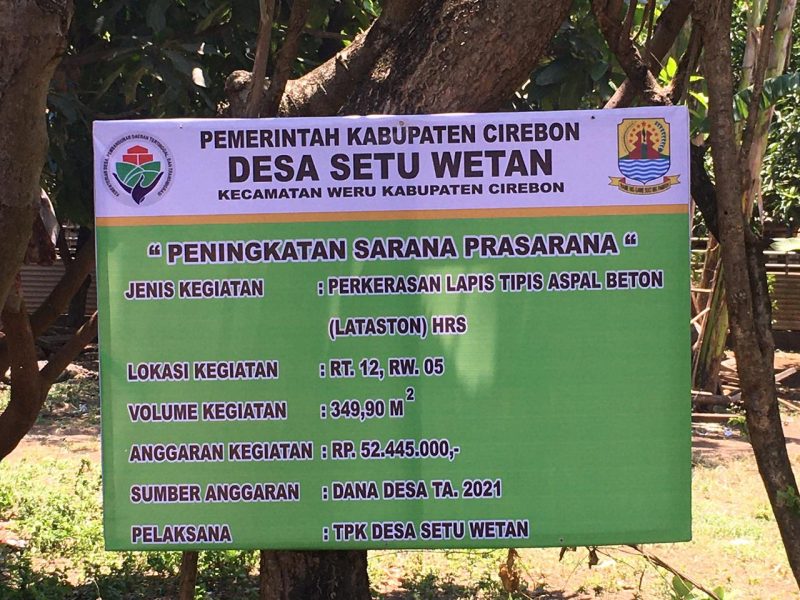 PEMERINTAH KABUPATEN CIREBON
DESA SETU WETAN
KECAMATAN WERU KABUPATEN CIREBON
“ PENINGKATAN SARANA PRASARANA “
JENIS KEGIATAN : PERKERASAN LAPIS TIPIS ASPAL BETON
(LATASTON) HRS
LOKASI KEGIATAN : RT. 12, RW. 05
VOLUME KEGIATAN : 349,90 M²
ANGGARAN KEGIATAN : RP. 52.445.000,-
SUMBER ANGGARAN : DANA DESA TA. 2021
PELAKSANA : TPK DESA SETU WETAN